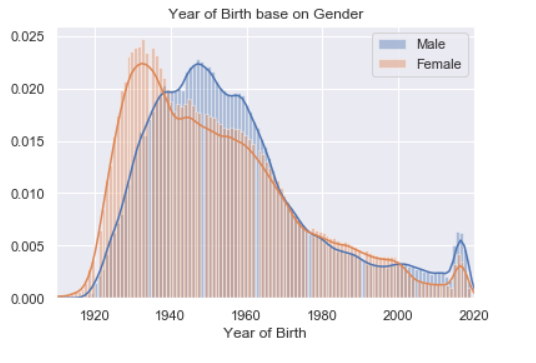 Year of Birth base on Gender
Male
Female
0.025
0.020
0.015
0.010
0.005
0.000
1920 1940 1960 1980 2000 2020
Year of Birth